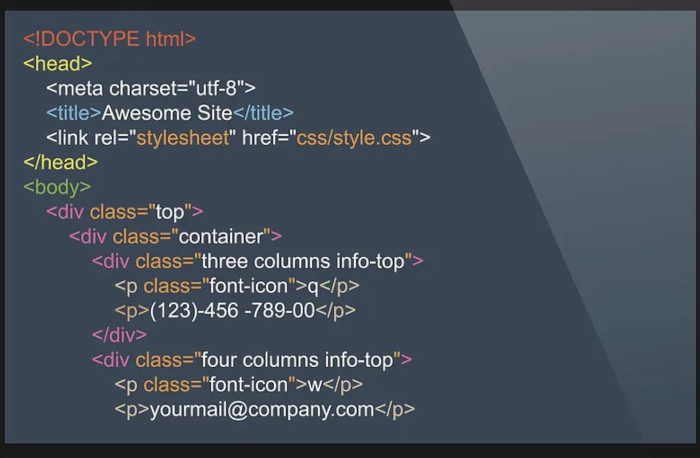 <!DOCTYPE html>
<head>
<meta charset="utf-8">
<title>Awesome Site</title>
<link rel="stylesheet" href="css/style.css">
</head>
<body>
<div class="top">
<div class="container">
<div class="three columns info-top">
<p class="font-icon">q</p>
<p>(123)-456 -789-00</p>
</div>
<div class="four columns info-top">
<p class="font-icon">w</p>
<p>yourmail@company.com</p>